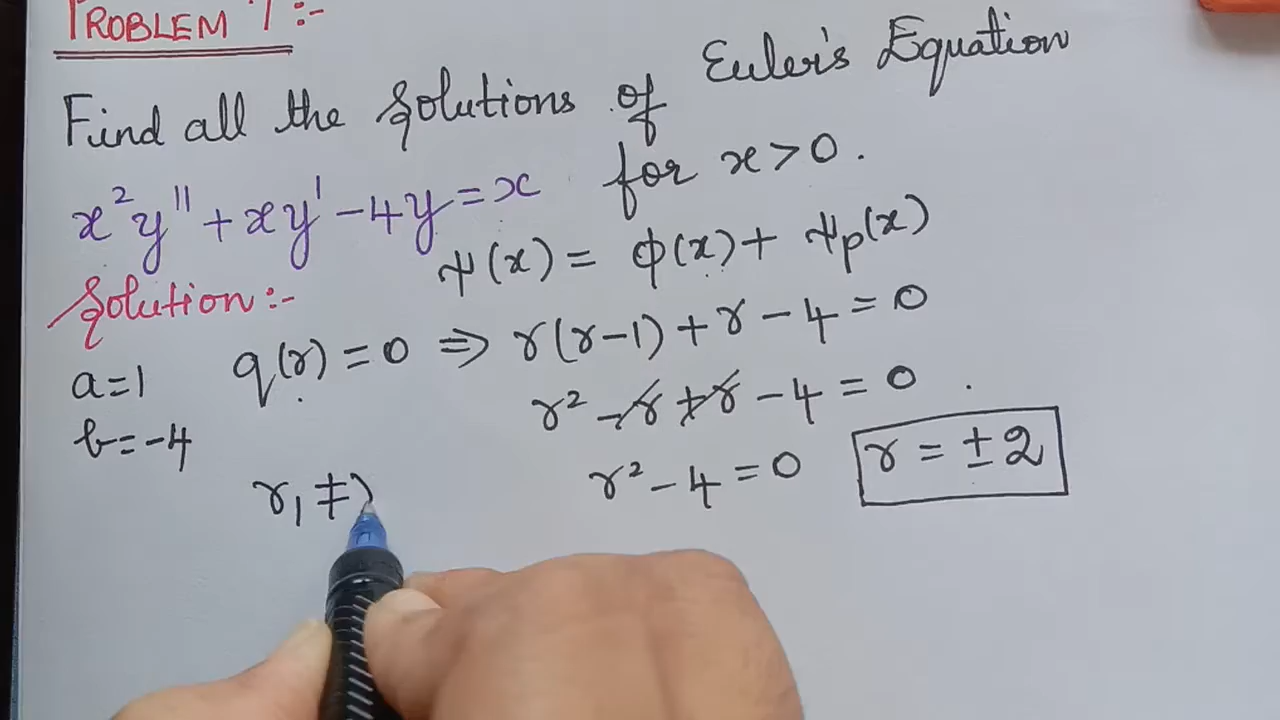 PROBLEM 1:-
Find all the solutions of Euler's Equation
x²y'' + xy' - 4y = x for x > 0.
ψ(x) = φ(x) + ψp(x)
Solution:-
a = 1 q(r) = 0 ⇒ r(r-1) + r - 4 = 0
r² - r + r - 4 = 0
b = -4
r² - 4 = 0 r = ±2
r₁ ≠